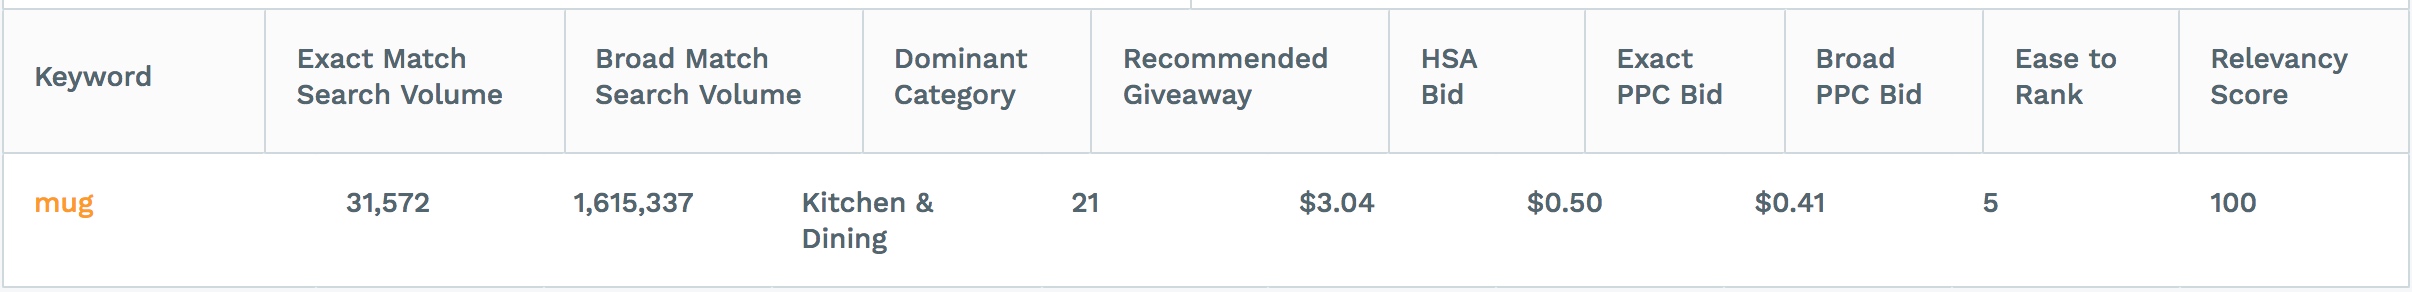 Keyword
Exact Match
Search Volume
Broad Match
Search Volume
Dominant
Category
Recommended
Giveaway
HSA
Bid
Exact
PPC Bid
Broad
PPC Bid
Ease to
Rank
Relevancy
Score
mug
31,572
1,615,337
Kitchen &
Dining
21
$3.04
$0.50
$0.41
5
100